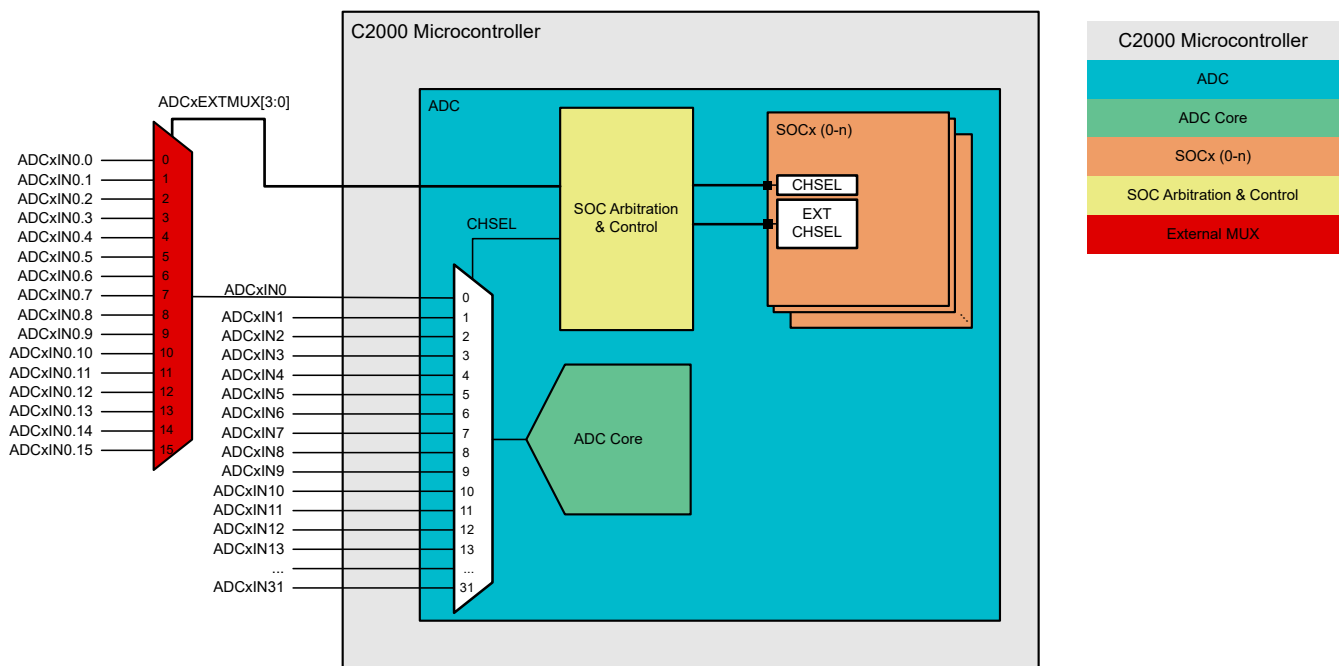 C2000 Microcontroller
ADCxEXTMUX[3:0]
ADCxIN0.0
ADCxIN0.1
ADCxIN0.2
ADCxIN0.3
ADCxIN0.4
ADCxIN0.5
ADCxIN0.6
ADCxIN0.7
ADCxIN0.8
ADCxIN0.9
ADCxIN0.10
ADCxIN0.11
ADCxIN0.12
ADCxIN0.13
ADCxIN0.14
ADCxIN0.15
0
1
2
3
4
5
6
7
8
9
10
11
12
13
14
15
ADCxIN0
ADCxIN1
ADCxIN2
ADCxIN3
ADCxIN4
ADCxIN5
ADCxIN6
ADCxIN7
ADCxIN8
ADCxIN9
ADCxIN10
ADCxIN11
ADCxIN12
ADCxIN13
...
ADCxIN31
ADC
CHSEL
0
1
2
3
4
5
6
7
8
9
10
11
12
13
...
31
SOC Arbitration
& Control
ADC Core
SOCx (0-n)
CHSEL
EXT
CHSEL
C2000 Microcontroller
ADC
ADC Core
SOCx (0-n)
SOC Arbitration & Control
External MUX